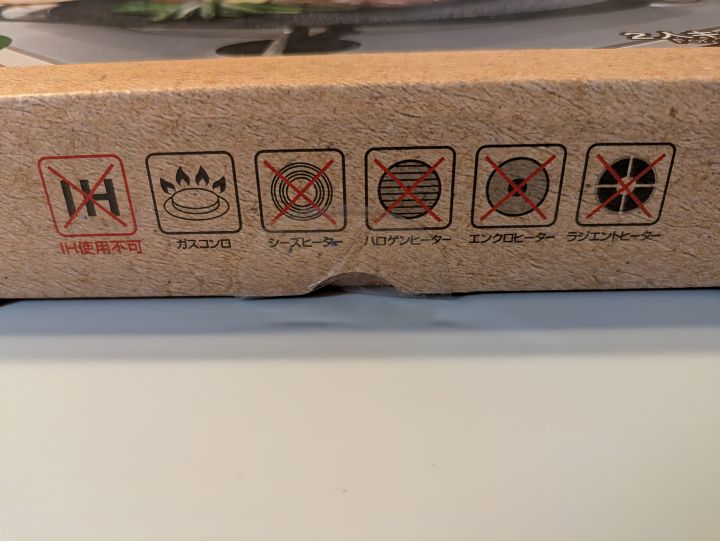 IH
IH使用不可
ガスコンロ
シーズヒーター
ハロゲンヒーター
エンクロヒーター
ラジエントヒーター